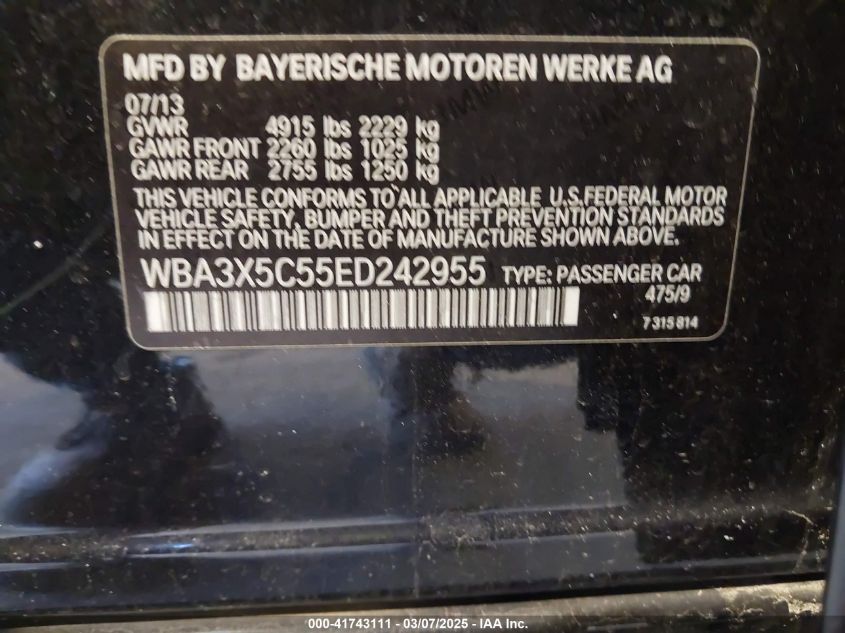 MFD BY BAYERISCHE MOTOREN WERKE AG
07/13
GVWR 4915 lbs 2229 kg
GAWR FRONT 2260 lbs 1025 kg
GAWR REAR 2755 lbs 1250 kg
THIS VEHICLE CONFORMS TO ALL APPLICABLE U.S.FEDERAL MOTOR
VEHICLE SAFETY, BUMPER AND THEFT PREVENTION STANDARDS
IN EFFECT ON THE DATE OF MANUFACTURE SHOWN ABOVE.
WBA3X5C55ED242955 TYPE: PASSENGER CAR
475/9
7315814
000-41743111 - 03/07/2025 - IAA Inc.